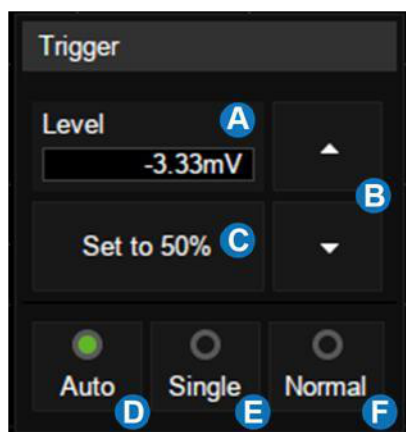 Trigger
Level A
-3.33mV
B
Set to 50% C
Auto Single Normal
D E F